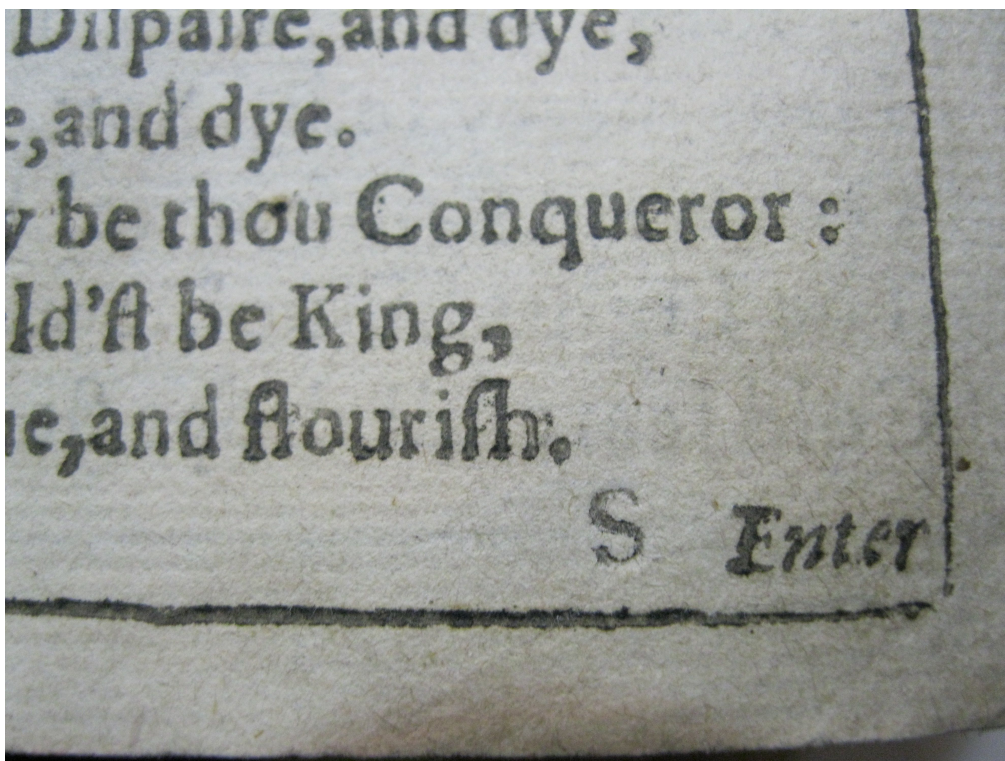 Diſpaire,and dye,
e,and dye.
y be thou Conqueror :
ld'ſt be King,
ue,and flouriſh.
S Enter